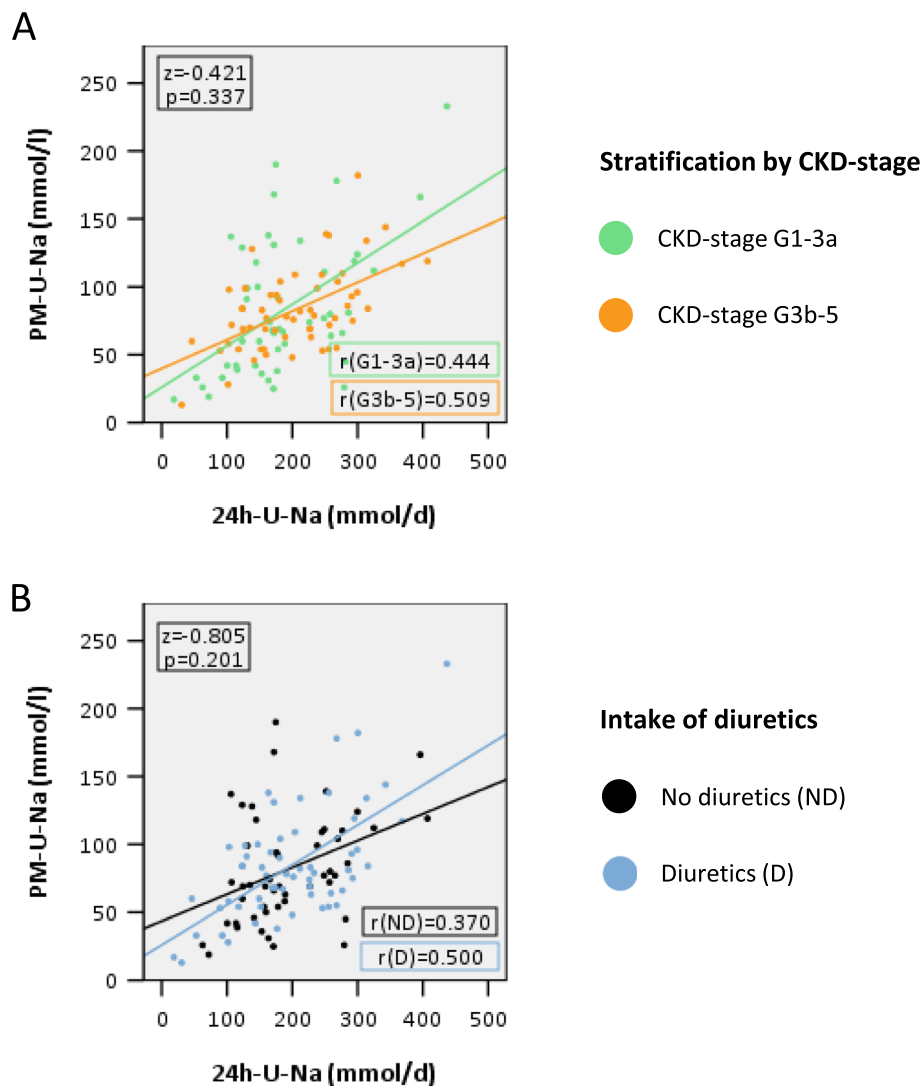 A
z=-0.421
p=0.337
PM-U-Na (mmol/l)
250
200
150
100
50
0
r(G1-3a)=0.444
r(G3b-5)=0.509
0 100 200 300 400 500
24h-U-Na (mmol/d)
Stratification by CKD-stage
CKD-stage G1-3a
CKD-stage G3b-5
B
z=-0.805
p=0.201
PM-U-Na (mmol/l)
250
200
150
100
50
0
r(ND)=0.370
r(D)=0.500
0 100 200 300 400 500
24h-U-Na (mmol/d)
Intake of diuretics
No diuretics (ND)
Diuretics (D)